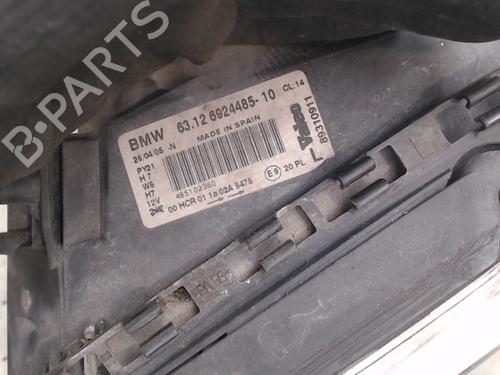 BMW 63.12 6924485-10 CL.14
26/04/05 -N MADE IN SPAIN
Valeo
89310911
PY21
H7
W5
H7
12V
485102360
L
00 HCR 01 1a 02A 5475 E9 20 PL
B-PARTS